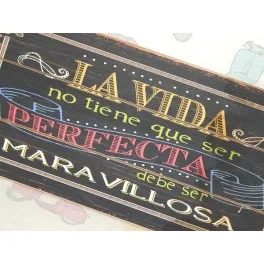 LA VIDA
no tiene que ser
PERFECTA
debe ser
MARAVILLOSA